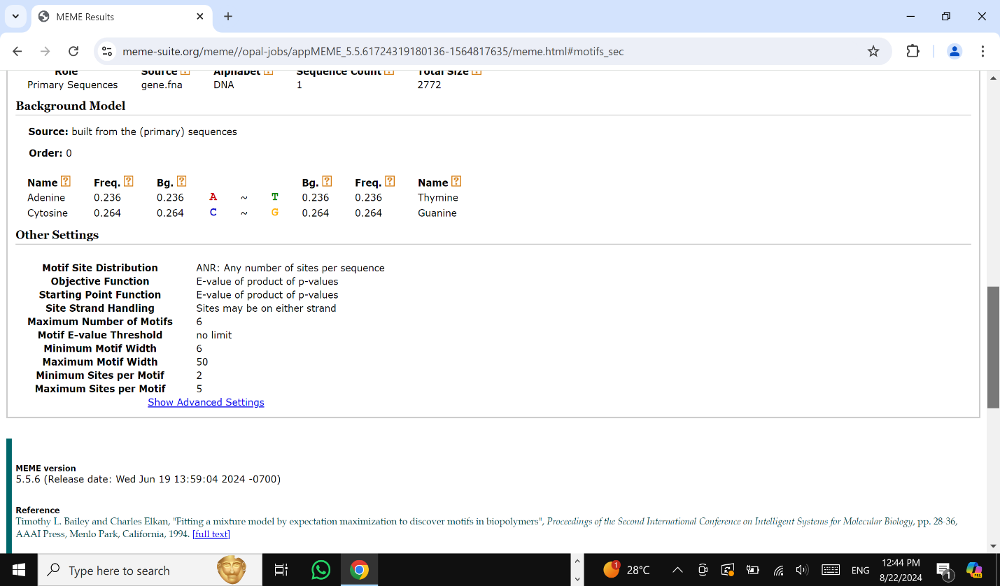 MEME Results
meme-suite.org/meme//opal-jobs/appMEME_5.5.61724319180136-1564817635/meme.html#motifs_sec
Role Source ? Alphabet ? Sequence Count ? Total Size ?
Primary Sequences gene.fna DNA 1 2772
Background Model
Source: built from the (primary) sequences
Order: 0
Name ? Freq. ? Bg. ? Bg. ? Freq. ? Name ?
Adenine 0.236 0.236 A ~ T 0.236 0.236 Thymine
Cytosine 0.264 0.264 C ~ G 0.264 0.264 Guanine
Other Settings
Motif Site Distribution ANR: Any number of sites per sequence
Objective Function E-value of product of p-values
Starting Point Function E-value of product of p-values
Site Strand Handling Sites may be on either strand
Maximum Number of Motifs 6
Motif E-value Threshold no limit
Minimum Motif Width 6
Maximum Motif Width 50
Minimum Sites per Motif 2
Maximum Sites per Motif 5
Show Advanced Settings
MEME version
5.5.6 (Release date: Wed Jun 19 13:59:04 2024 -0700)
Reference
Timothy L. Bailey and Charles Elkan, "Fitting a mixture model by expectation maximization to discover motifs in biopolymers", Proceedings of the Second International Conference on Intelligent Systems for Molecular Biology, pp. 28-36,
AAAI Press, Menlo Park, California, 1994. [full text]
Type here to search 1 28°C ENG 12:44 PM 1 PRE
8/22/2024